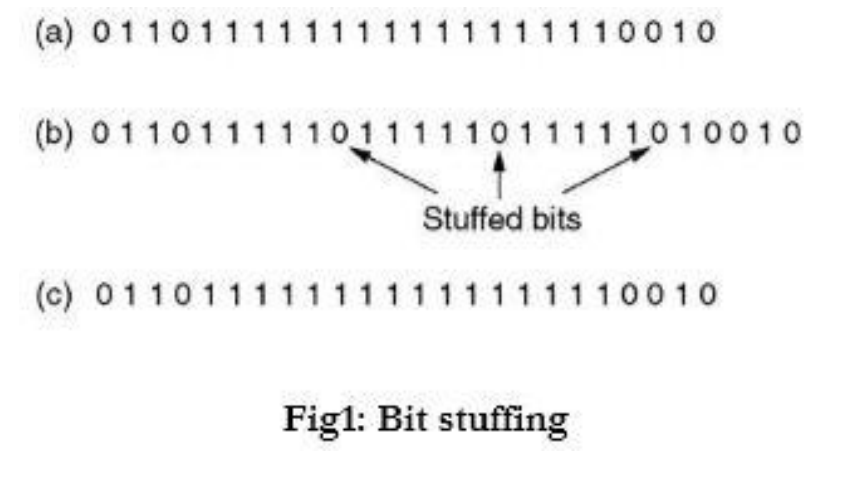 (a) 0 1 1 0 1 1 1 1 1 1 1 1 1 1 1 1 1 1 1 1 0 0 1 0
(b) 0 1 1 0 1 1 1 1 1 0 1 1 1 1 1 0 1 1 1 1 1 0 1 0 0 1 0
Stuffed bits
(c) 0 1 1 0 1 1 1 1 1 1 1 1 1 1 1 1 1 1 1 1 0 0 1 0
Fig1: Bit stuffing